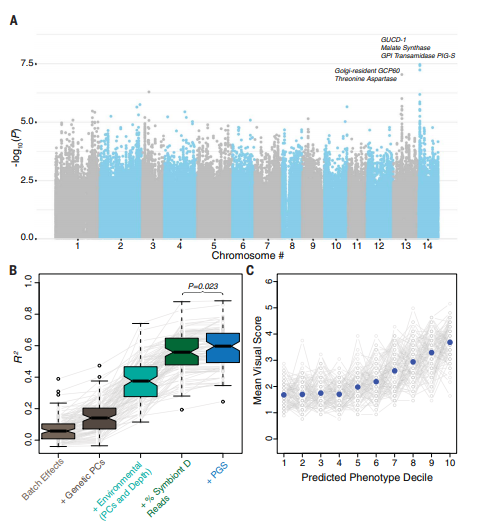 A
GUCD-1
Malate Synthase
GPI Transamidase PIG-S
Golgi-resident GCP60
Threonine Aspartase
7.5
5.0
2.5
0.0
-log10(P)
1 2 3 4 5 6 7 8 9 10 11 12 13 14
Chromosome #
B
P=0.023
1.0
0.8
0.6
0.4
0.2
0.0
R²
Batch Effects
+ Genetic PCs
+ Environmental
(PCs and Depth)
+ % Symbiont D
Reads
+ PGS
C
6
5
4
3
2
1
0
Mean Visual Score
1 2 3 4 5 6 7 8 9 10
Predicted Phenotype Decile